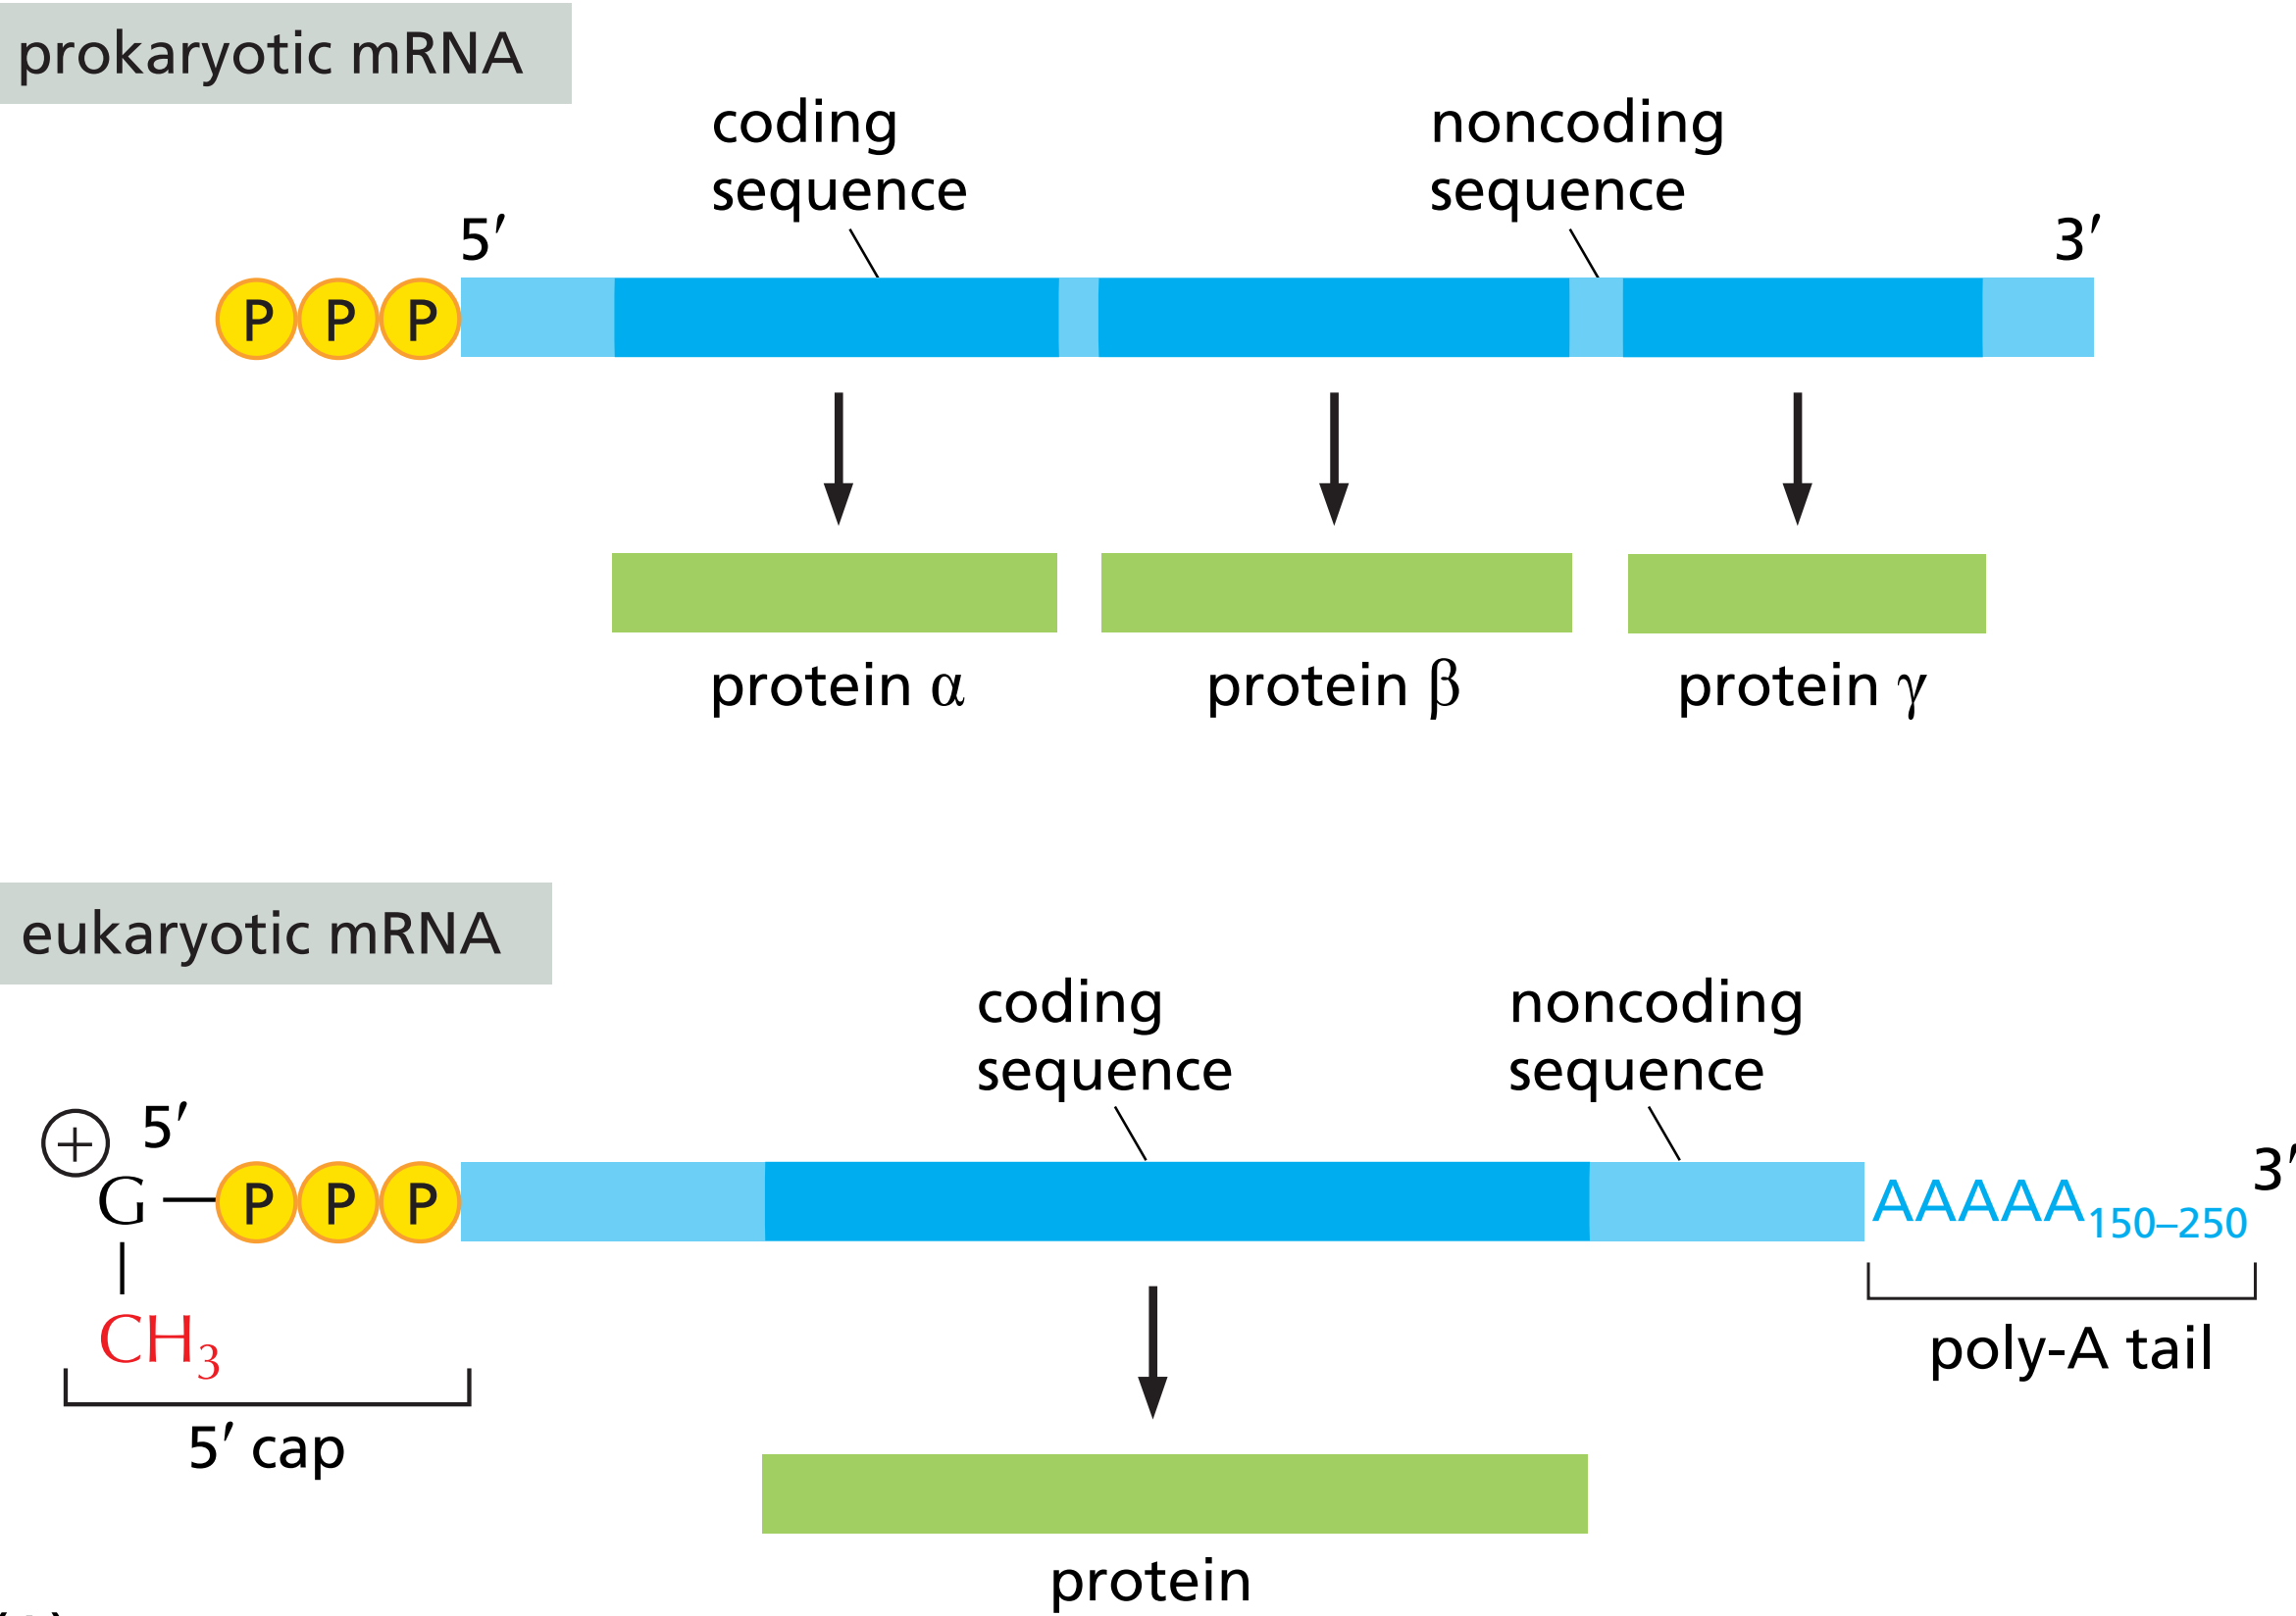 prokaryotic mRNA
coding
sequence
noncoding
sequence
5′
3′
P P P
protein α
protein β
protein γ
eukaryotic mRNA
coding
sequence
noncoding
sequence
+
5′
3′
G
P P P
AAAAA150–250
CH3
poly-A tail
5′ cap
protein